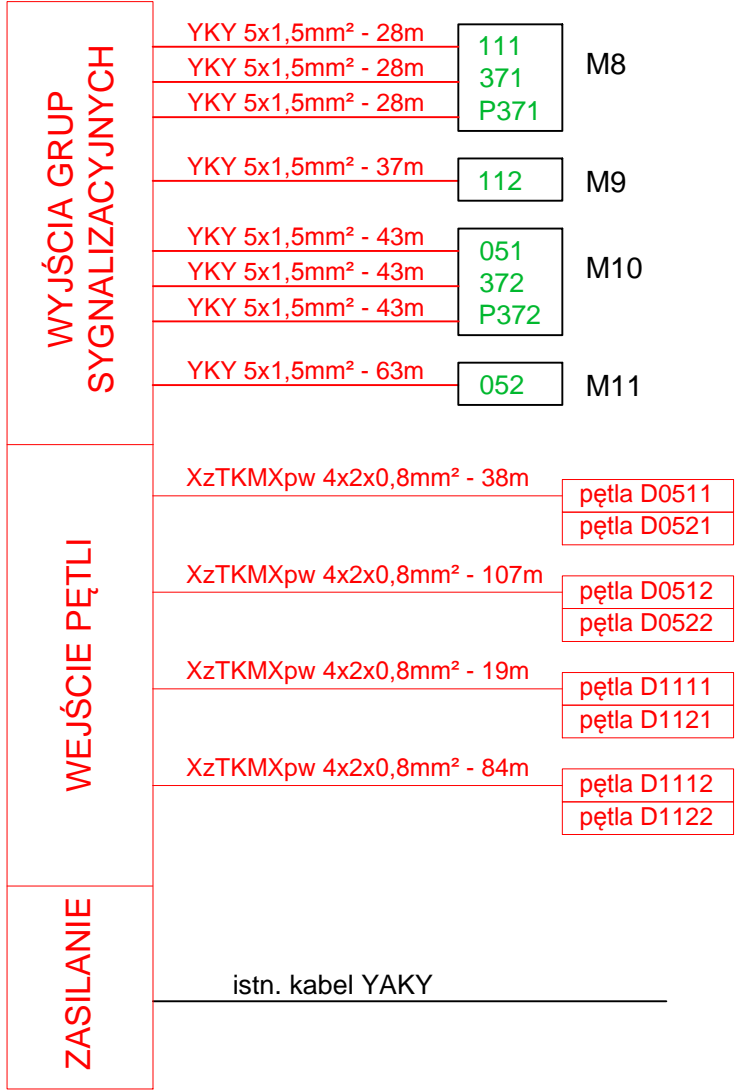 WYJŚCIA GRUP
SYGNALIZACYJNYCH
YKY 5x1,5mm² - 28m
YKY 5x1,5mm² - 28m
YKY 5x1,5mm² - 28m
111
371
P371
M8
YKY 5x1,5mm² - 37m
112
M9
YKY 5x1,5mm² - 43m
YKY 5x1,5mm² - 43m
YKY 5x1,5mm² - 43m
051
372
P372
M10
YKY 5x1,5mm² - 63m
052
M11
WEJŚCIE PĘTLI
XzTKMXpw 4x2x0,8mm² - 38m
pętla D0511
pętla D0521
XzTKMXpw 4x2x0,8mm² - 107m
pętla D0512
pętla D0522
XzTKMXpw 4x2x0,8mm² - 19m
pętla D1111
pętla D1121
XzTKMXpw 4x2x0,8mm² - 84m
pętla D1112
pętla D1122
ZASILANIE
istn. kabel YAKY